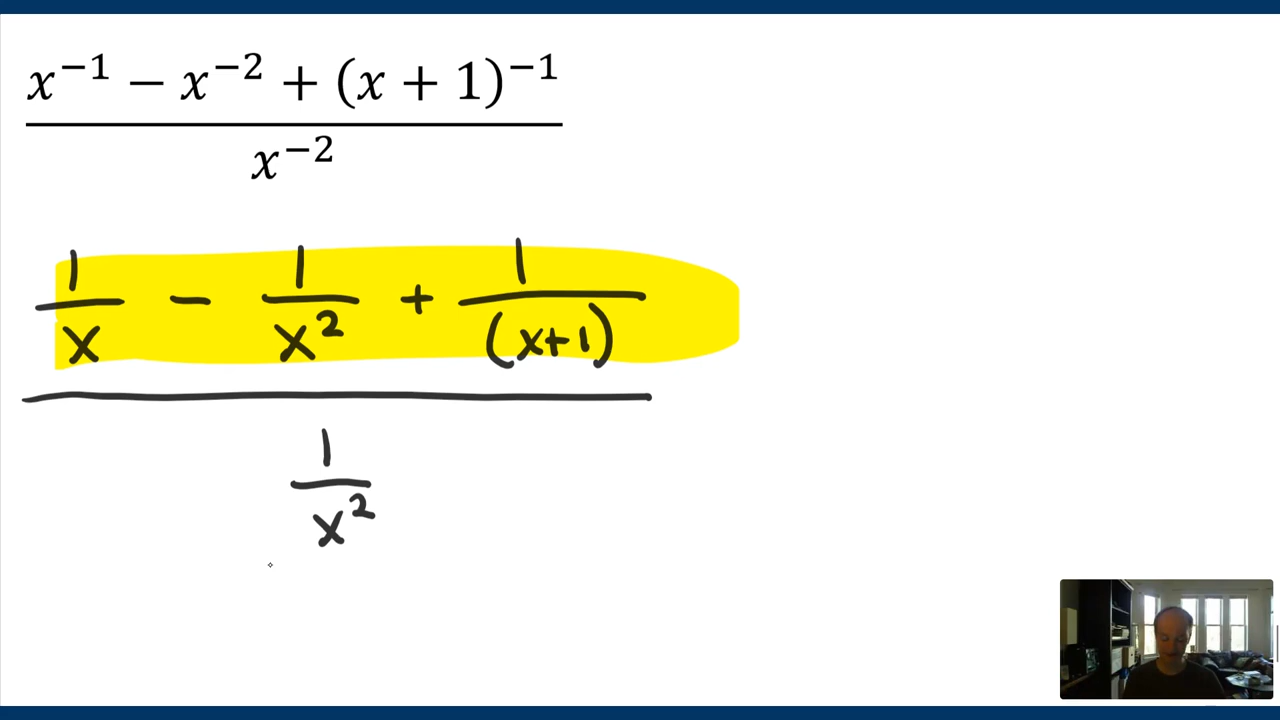 x⁻¹ − x⁻² + (x + 1)⁻¹
x⁻²
1 1 1
x − x² + (x+1)
1
x²